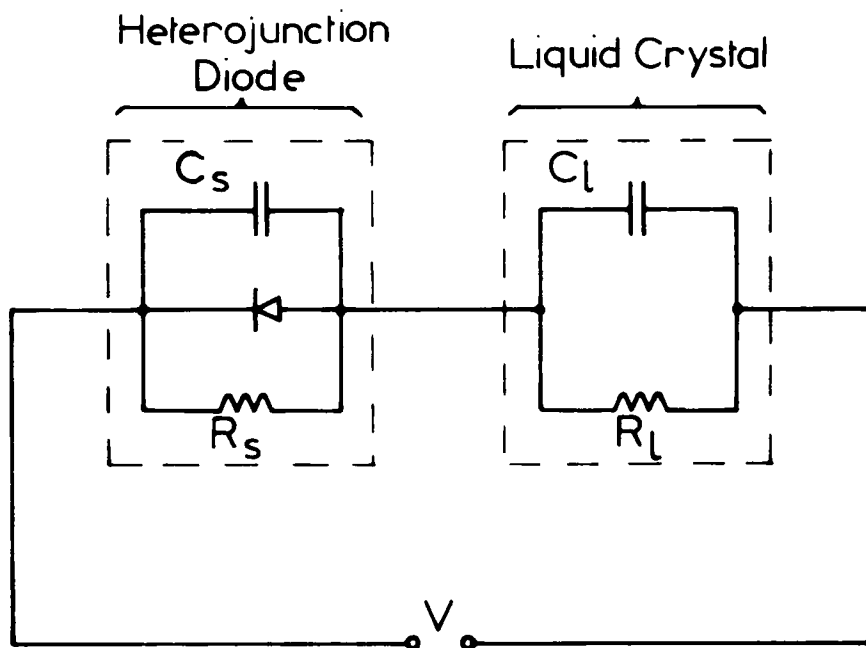 Heterojunction
Diode
Liquid Crystal
Cs
Cl
Rs
Rl
V